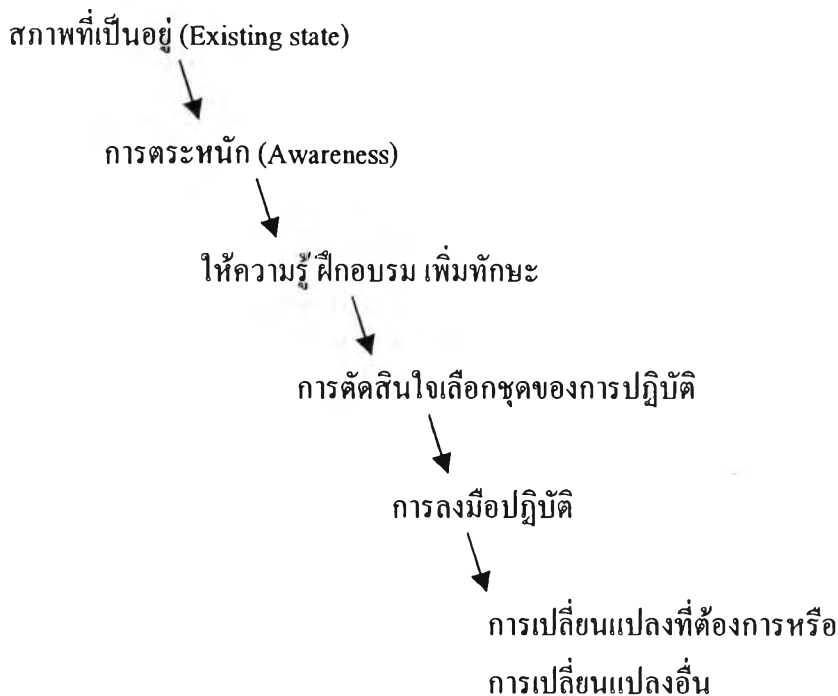 สภาพที่เป็นอยู่ (Existing state)
การตระหนัก (Awareness)
ให้ความรู้ ฝึกอบรม เพิ่มทักษะ
การตัดสินใจเลือกชุดของการปฏิบัติ
การลงมือปฏิบัติ
การเปลี่ยนแปลงที่ต้องการหรือ
การเปลี่ยนแปลงอื่น